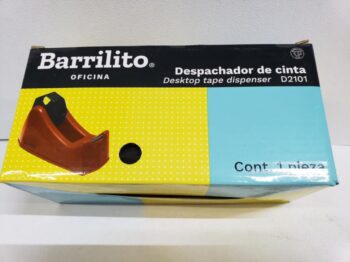 Barrilito®
OFICINA
Despachador de cinta
Desktop tape dispenser D2101
Cont. 1 pieza